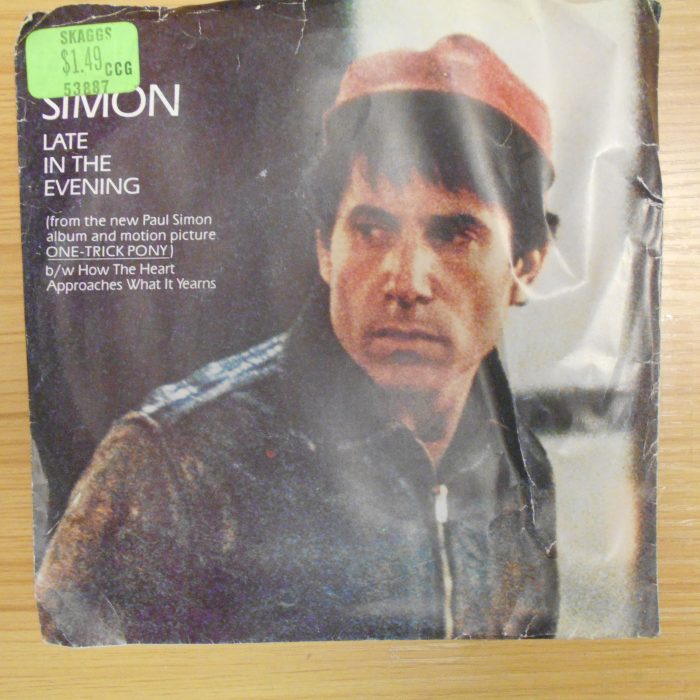 SKAGGS
$1.49 CCG
53887
SIMON
LATE
IN THE
EVENING
(from the new Paul Simon
album and motion picture
ONE-TRICK PONY)
b/w How The Heart
Approaches What It Yearns